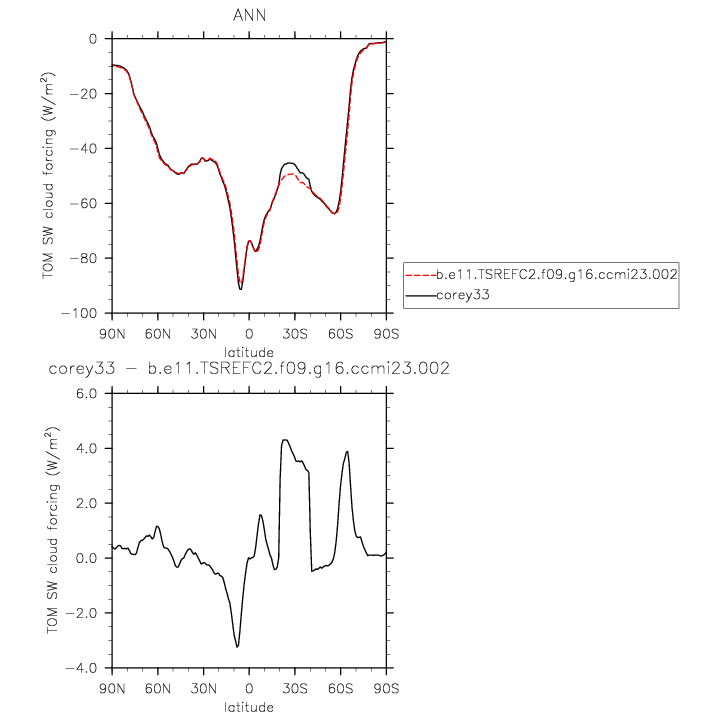 ANN
TOM SW cloud forcing (W/m²)
0
−20
−40
−60
−80
−100
90N 60N 30N 0 30S 60S 90S
latitude
b.e11.TSREFC2.f09.g16.ccmi23.002
corey33
corey33 − b.e11.TSREFC2.f09.g16.ccmi23.002
TOM SW cloud forcing (W/m²)
6.0
4.0
2.0
0.0
−2.0
−4.0
90N 60N 30N 0 30S 60S 90S
latitude